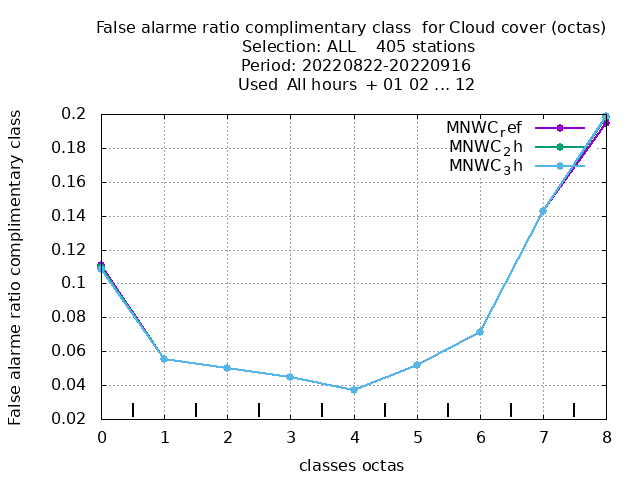 False alarme ratio complimentary class  for Cloud cover (octas)
Selection: ALL    405 stations
Period: 20220822-20220916
Used  All hours  + 01 02 ... 12
False alarme ratio complimentary class
0.2
0.18
0.16
0.14
0.12
0.1
0.08
0.06
0.04
0.02
MNWC_ref
MNWC_2h
MNWC_3h
0 1 2 3 4 5 6 7 8
classes octas